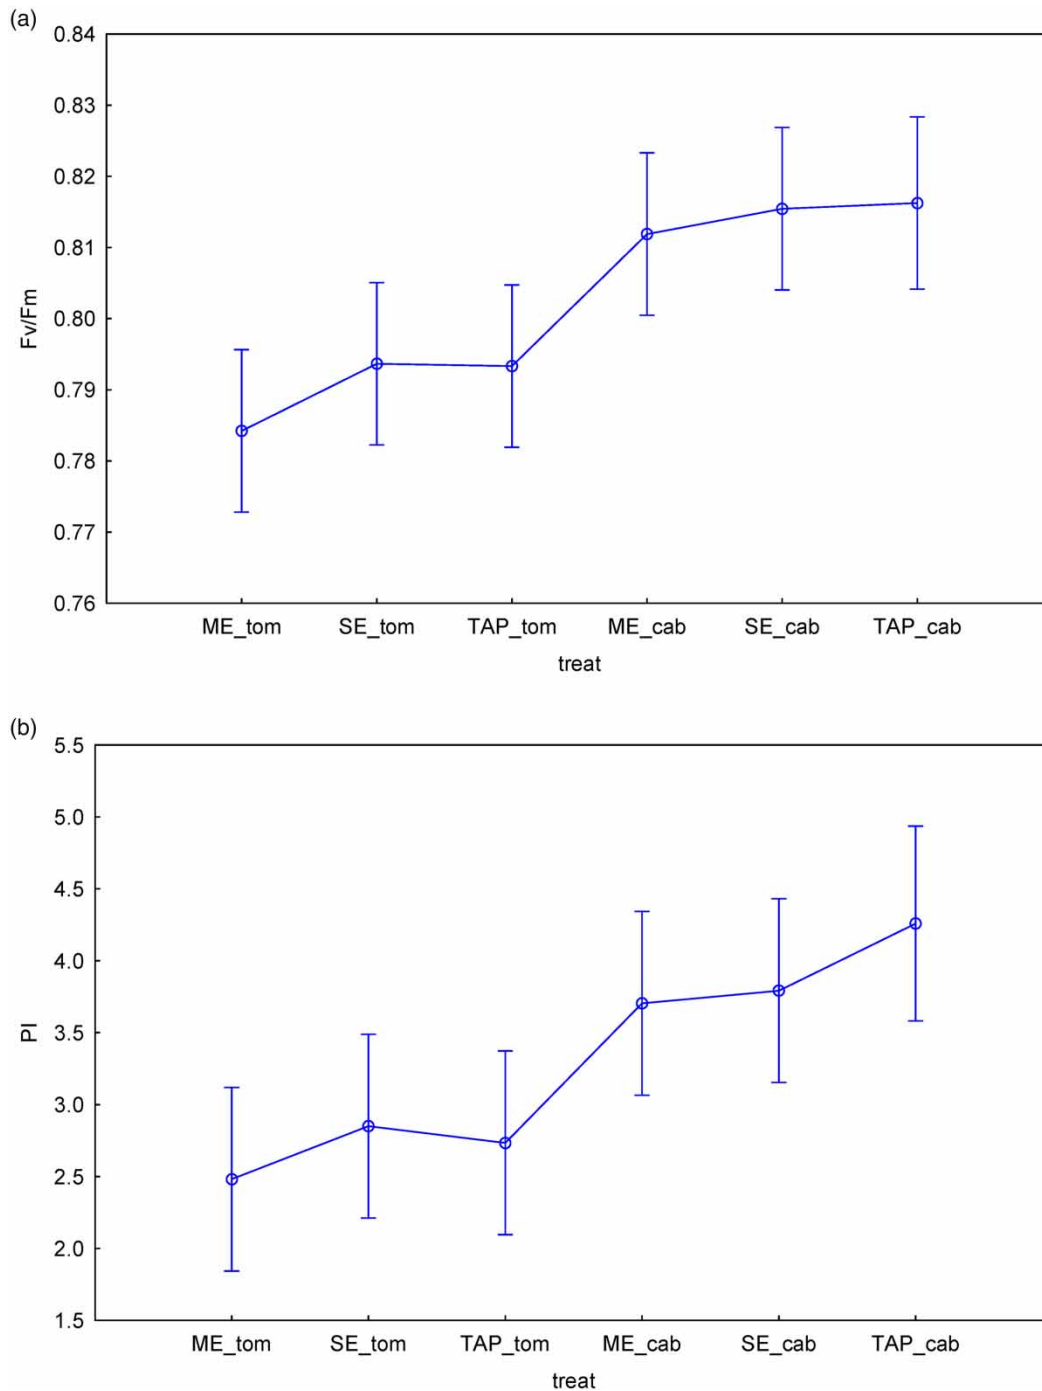 (a)
0.84
0.83
0.82
0.81
0.80
0.79
0.78
0.77
0.76
Fv/Fm
ME_tom SE_tom TAP_tom ME_cab SE_cab TAP_cab
treat
(b)
5.5
5.0
4.5
4.0
3.5
3.0
2.5
2.0
1.5
PI
ME_tom SE_tom TAP_tom ME_cab SE_cab TAP_cab
treat